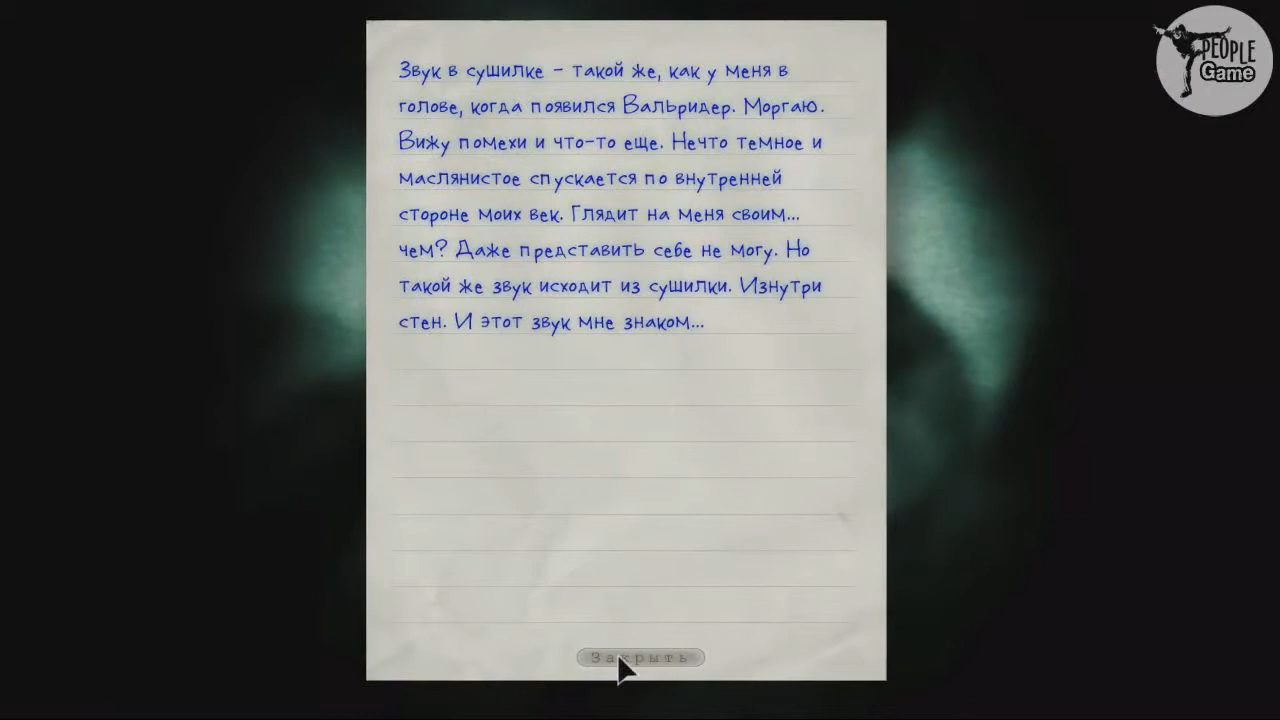 PEOPLE
Game
Звук в сушилке - такой же, как у меня в
голове, когда появился Вальридер. Моргаю.
Вижу помехи и что-то еще. Нечто темное и
маслянистое спускается по внутренней
стороне моих век. Глядит на меня своим...
чем? Даже представить себе не могу. Но
такой же звук исходит из сушилки. Изнутри
стен. И этот звук мне знаком...
Закрыть